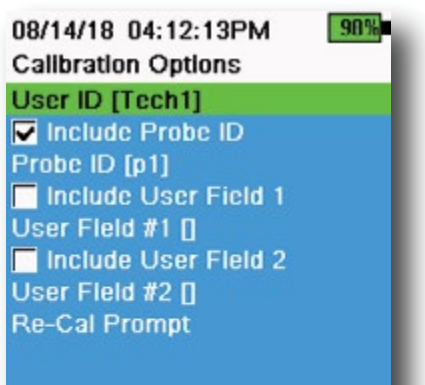 08/14/18 04:12:13PM 90%
Calibration Options
User ID [Tech1]
Include Probe ID
Probe ID [p1]
Include User Field 1
User Field #1 []
Include User Field 2
User Field #2 []
Re-Cal Prompt